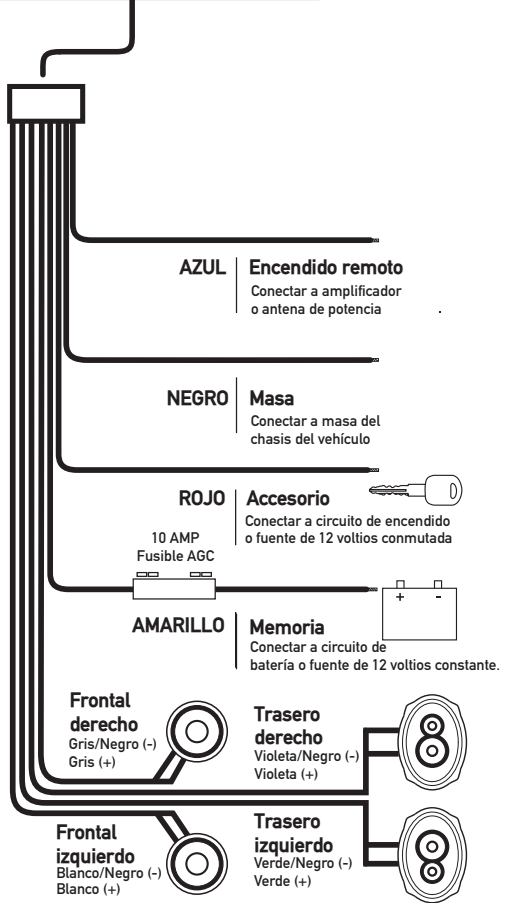 AZUL
Encendido remoto
Conectar a amplificador
o antena de potencia
NEGRO
Masa
Conectar a masa del
chasis del vehículo
ROJO
Accesorio
Conectar a circuito de encendido
o fuente de 12 voltios conmutada
10 AMP
Fusible AGC
+ -
AMARILLO
Memoria
Conectar a circuito de
batería o fuente de 12 voltios constante.
Frontal
derecho
Gris/Negro (-)
Gris (+)
Trasero
derecho
Violeta/Negro (-)
Violeta (+)
Frontal
izquierdo
Blanco/Negro (-)
Blanco (+)
Trasero
izquierdo
Verde/Negro (-)
Verde (+)